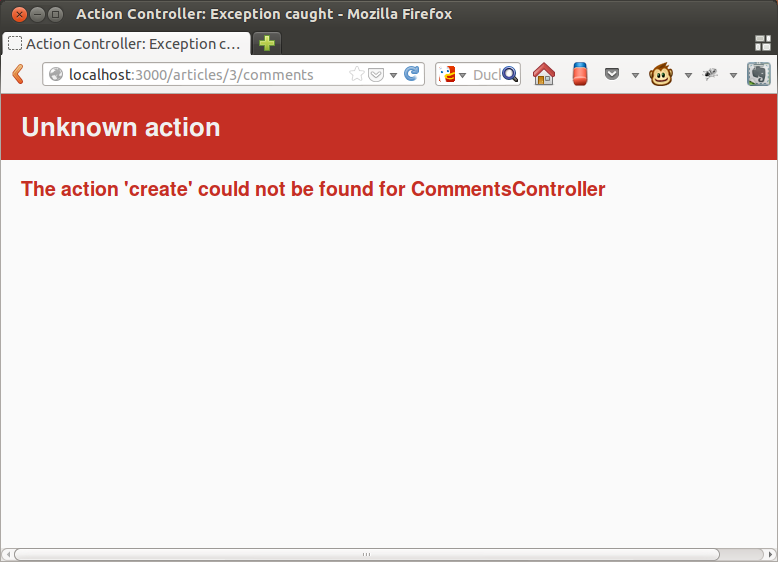 Action Controller: Exception caught - Mozilla Firefox
Action Controller: Exception c...
localhost:3000/articles/3/comments
Duck
Unknown action
The action 'create' could not be found for CommentsController